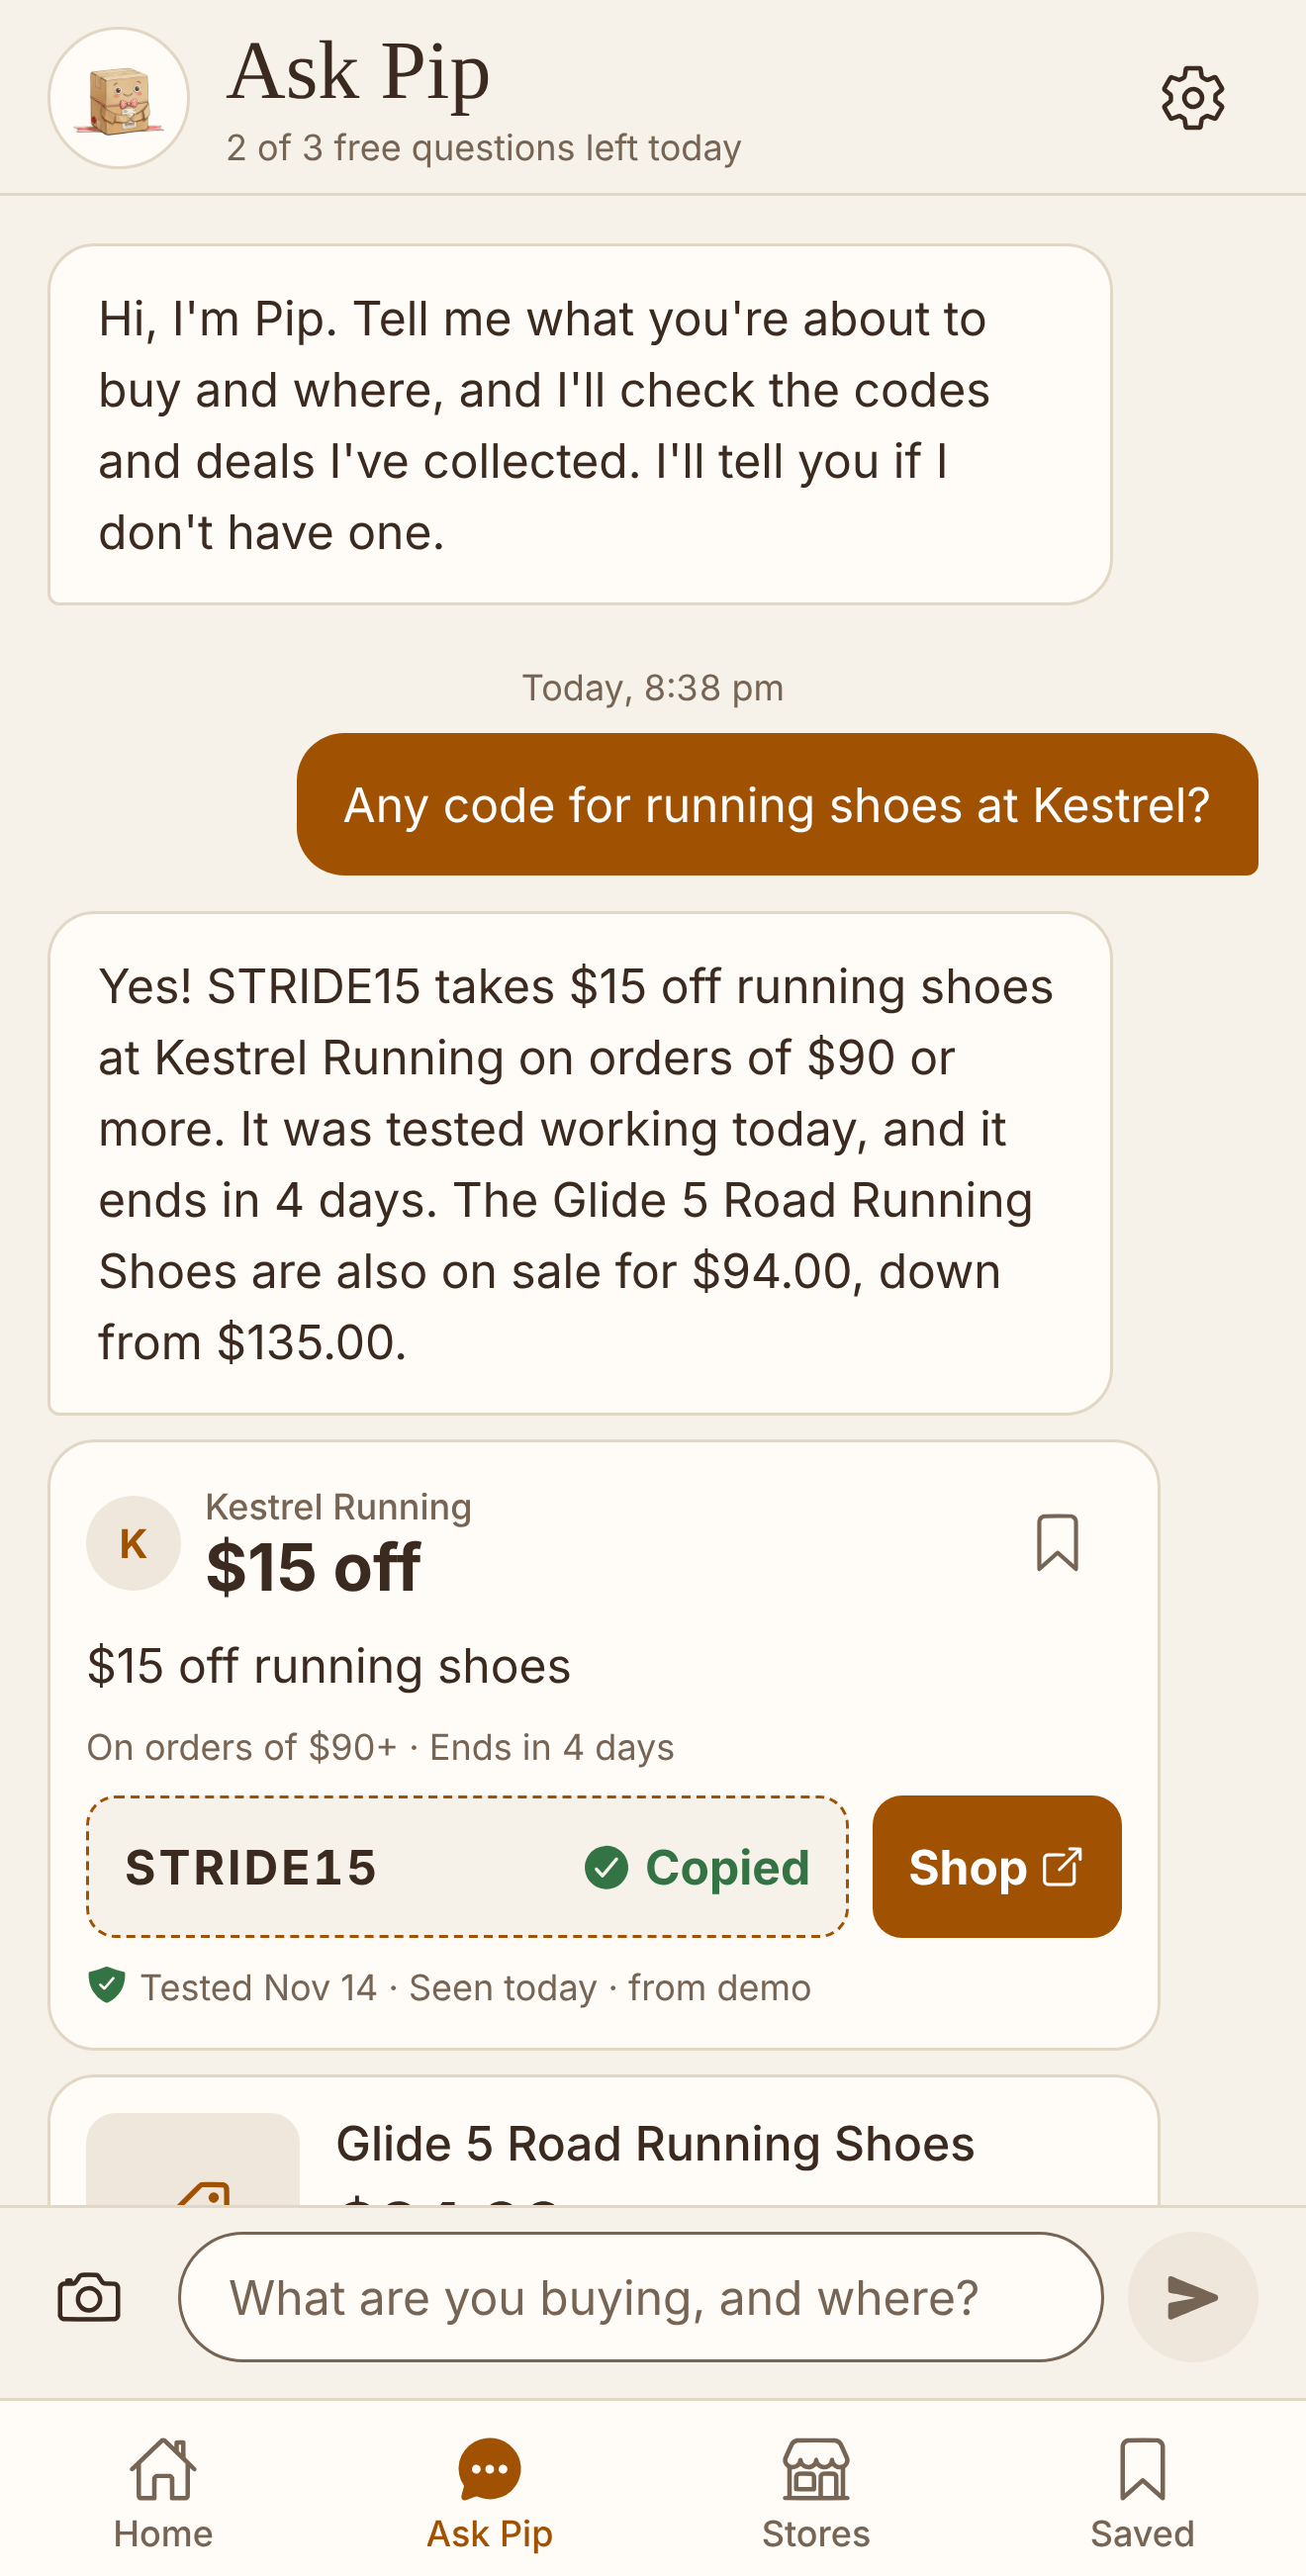 Ask Pip
2 of 3 free questions left today
Hi, I'm Pip. Tell me what you're about to
buy and where, and I'll check the codes
and deals I've collected. I'll tell you if I
don't have one.
Today, 8:38 pm
Any code for running shoes at Kestrel?
Yes! STRIDE15 takes $15 off running shoes
at Kestrel Running on orders of $90 or
more. It was tested working today, and it
ends in 4 days. The Glide 5 Road Running
Shoes are also on sale for $94.00, down
from $135.00.
K
Kestrel Running
$15 off
$15 off running shoes
On orders of $90+ · Ends in 4 days
STRIDE15
Copied
Shop
Tested Nov 14 · Seen today · from demo
Glide 5 Road Running Shoes
What are you buying, and where?
Home
Ask Pip
Stores
Saved